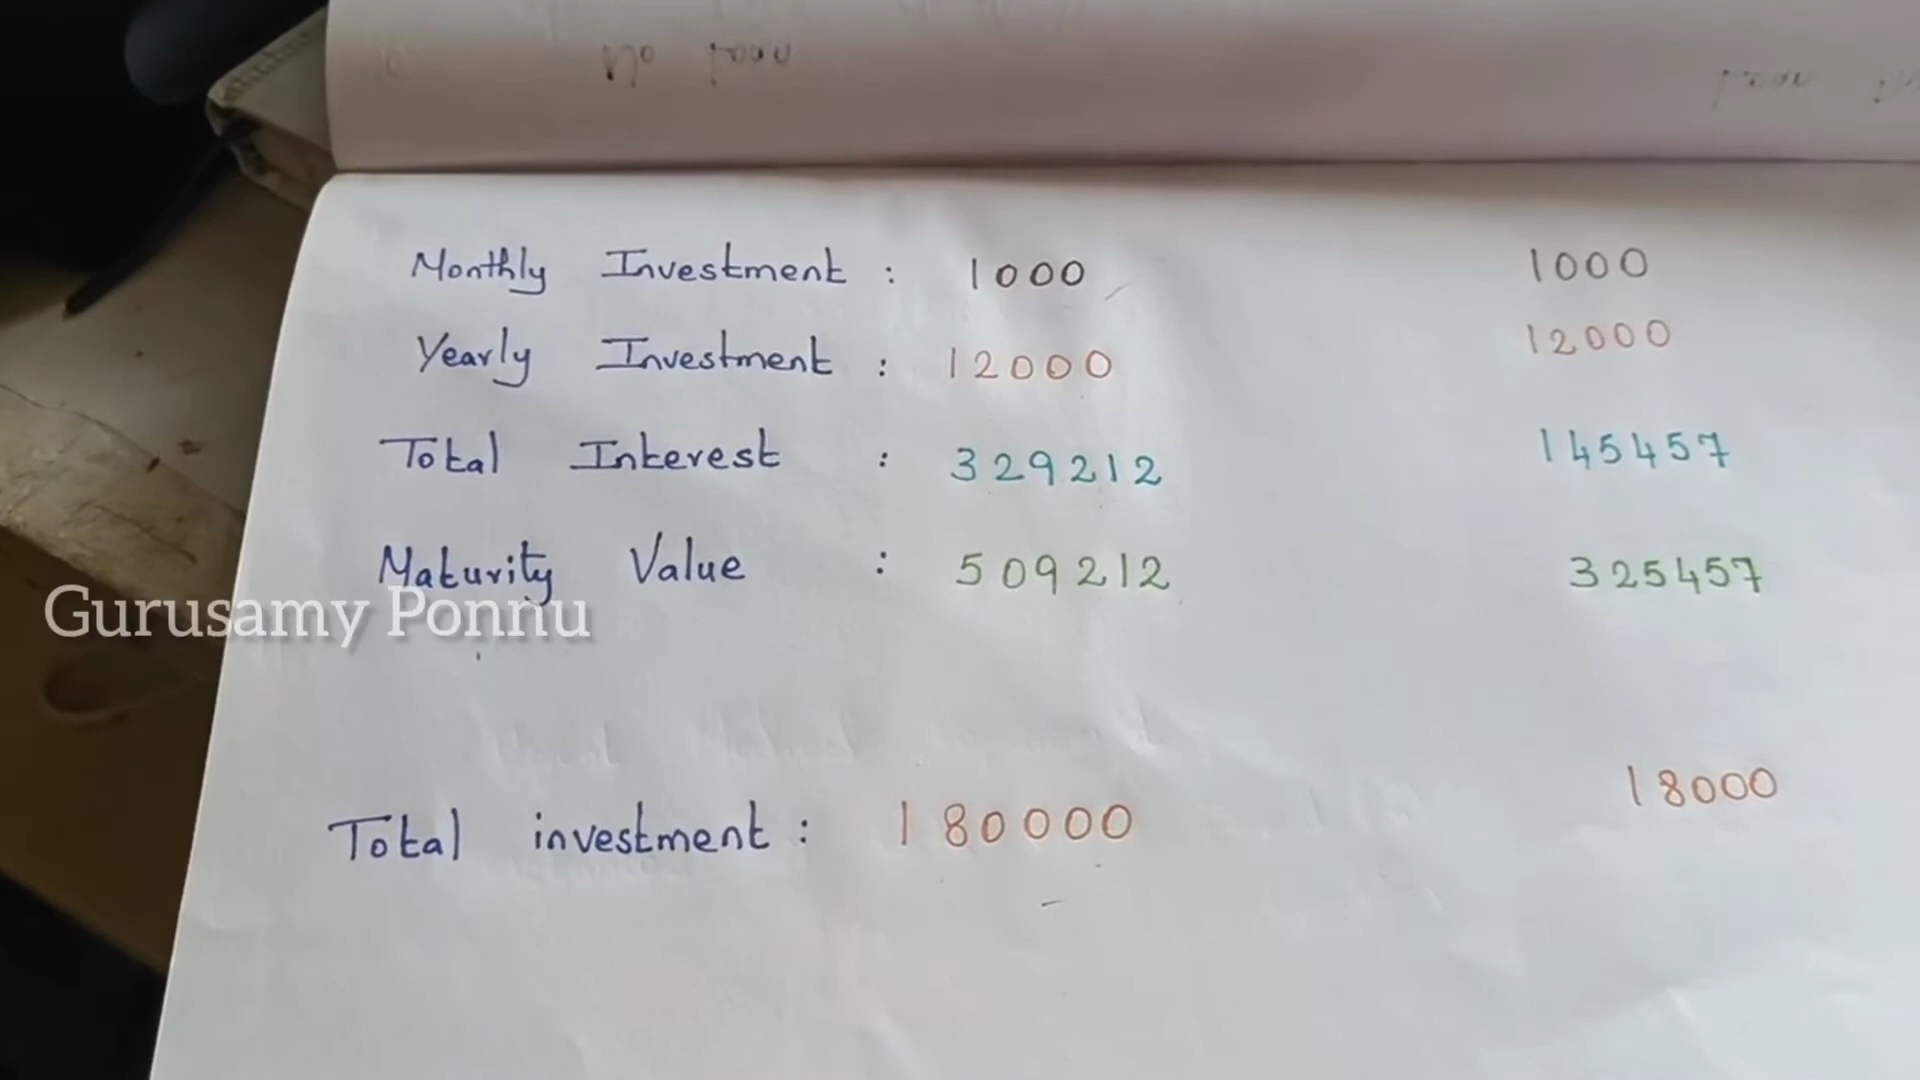 Monthly Investment : 1000 1000
Yearly Investment : 12000 12000
Total Interest : 329212 145457
Maturity Value : 509212 325457
Gurusamy Ponnu
Total investment : 180000 18000